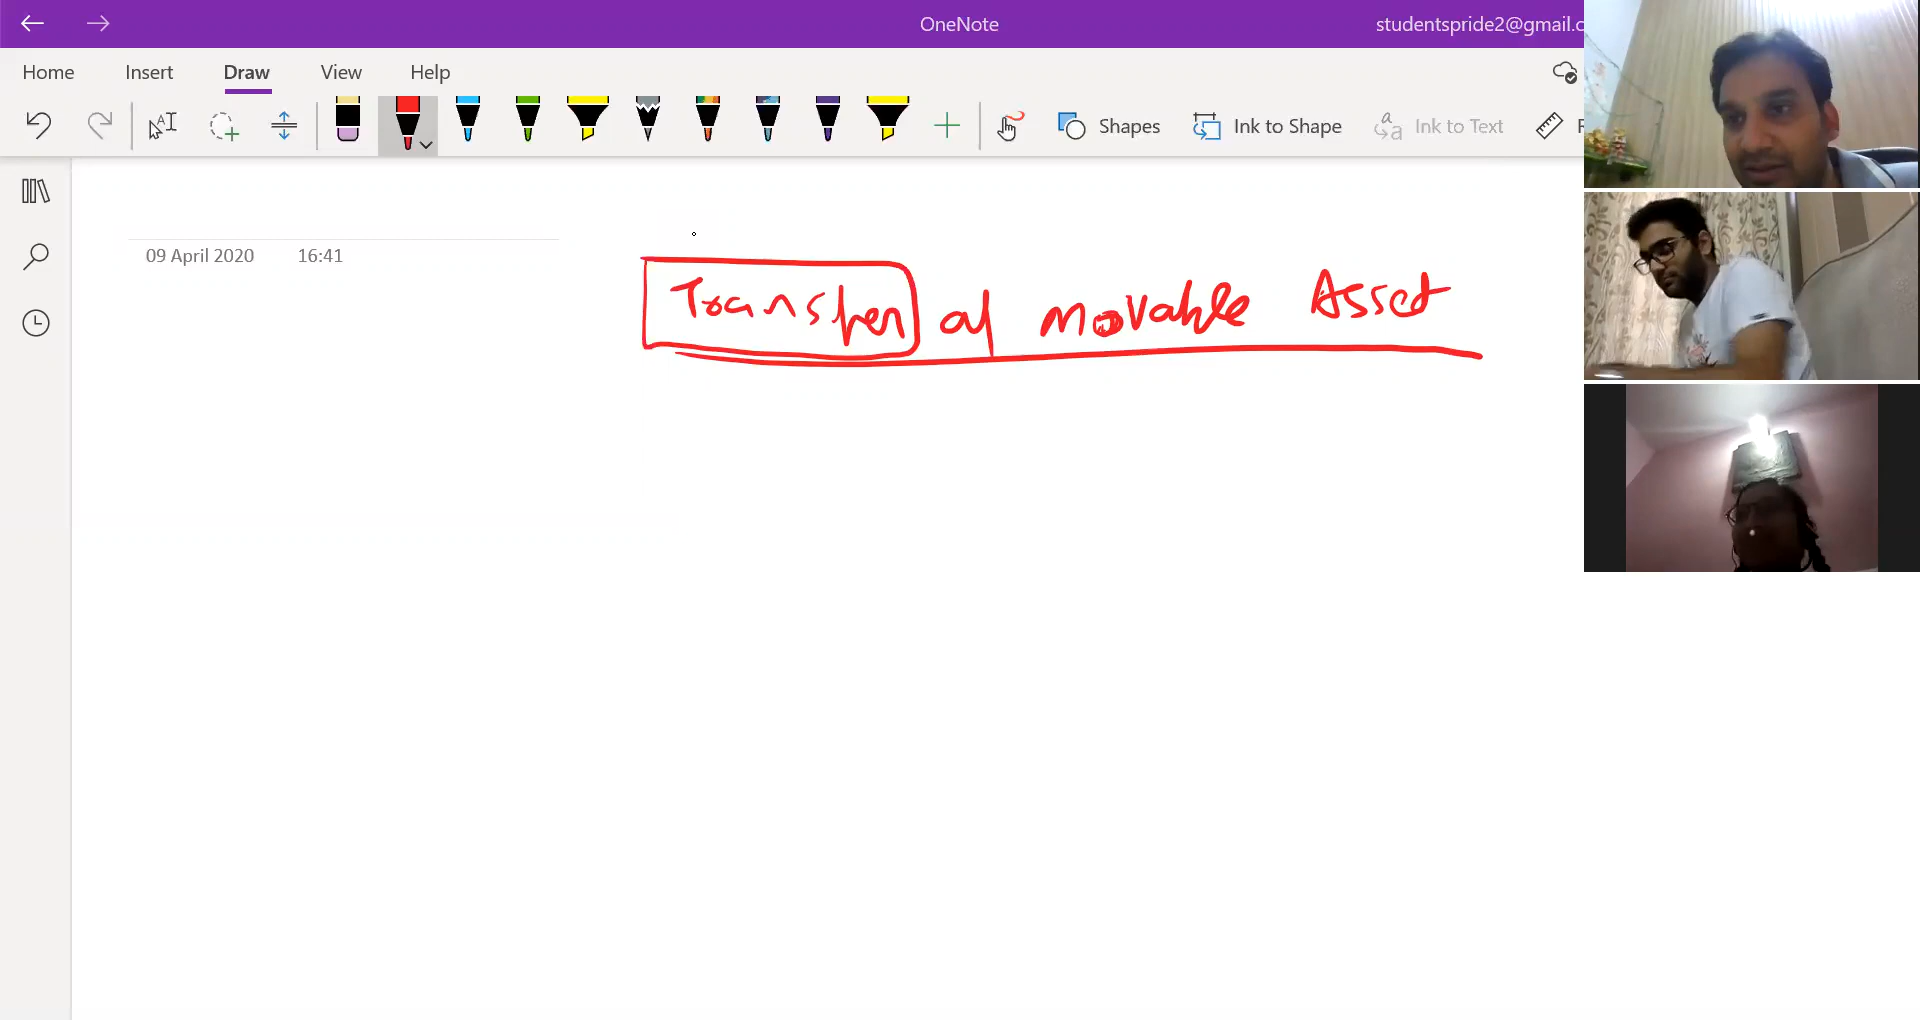 OneNote
studentspride2@gmail.c
Home Insert Draw View Help
Shapes Ink to Shape Ink to Text R
09 April 2020 16:41
Transfer of movable Asset